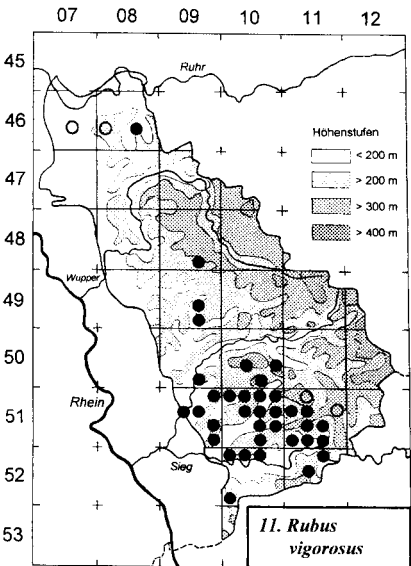 07 08 09 10 11 12
45
Ruhr
46
Höhenstufen
< 200 m
47
> 200 m
> 300 m
48
> 400 m
Wupper
49
50
Rhein
51
Sieg
52
11. Rubus
vigorosus
53